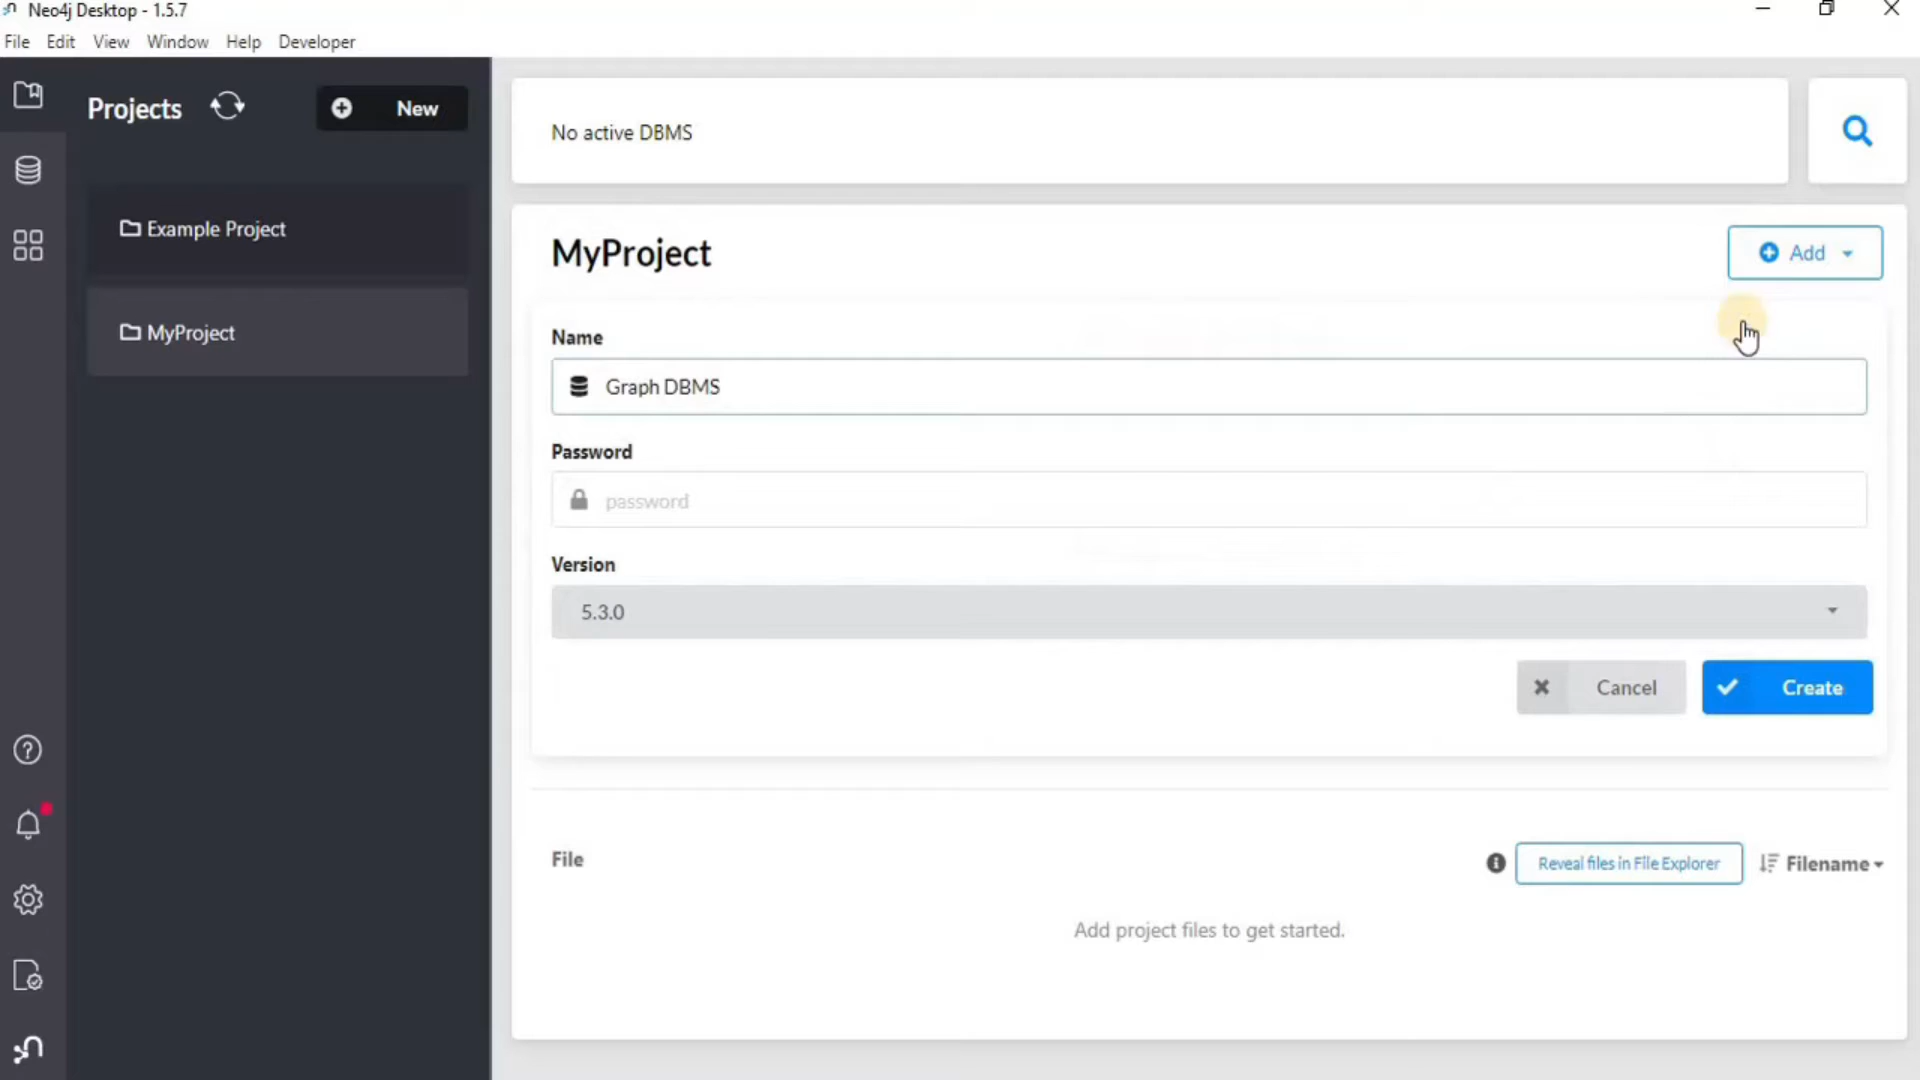 Neo4j Desktop - 1.5.7
File Edit View Window Help Developer
Projects
New
Example Project
MyProject
No active DBMS
MyProject
Add
Name
Graph DBMS
Password
password
Version
5.3.0
Cancel
Create
File
Reveal files in File Explorer
Filename
Add project files to get started.